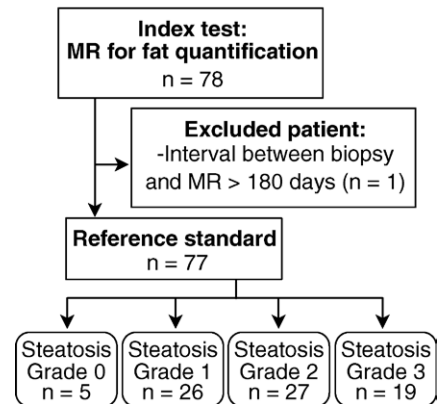 Index test:
MR for fat quantification
n = 78
Excluded patient:
-Interval between biopsy
and MR > 180 days (n = 1)
Reference standard
n = 77
Steatosis
Grade 0
n = 5
Steatosis
Grade 1
n = 26
Steatosis
Grade 2
n = 27
Steatosis
Grade 3
n = 19